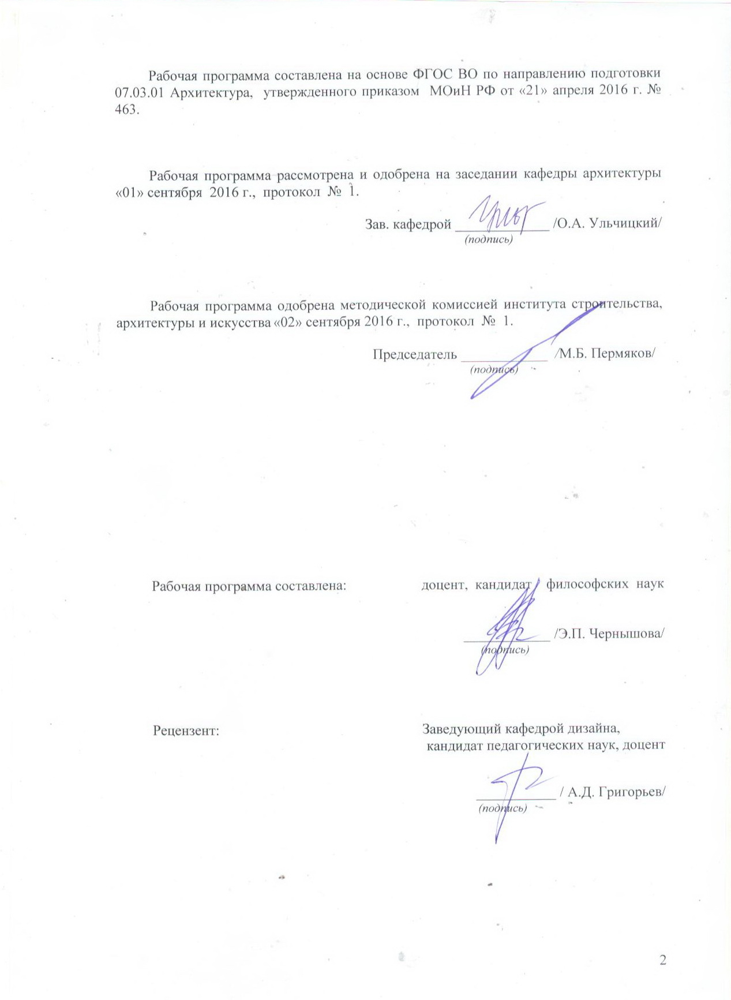 Рабочая программа составлена на основе ФГОС ВО по направлению подготовки
07.03.01 Архитектура, утвержденного приказом МОиН РФ от «21» апреля 2016 г. №
463.
Рабочая программа рассмотрена и одобрена на заседании кафедры архитектуры
«01» сентября 2016 г., протокол № 1.
Зав. кафедрой _____________ /О.А. Ульчицкий/
(подпись)
Рабочая программа одобрена методической комиссией института строительства,
архитектуры и искусства «02» сентября 2016 г., протокол № 1.
Председатель ____________ /М.Б. Пермяков/
(подпись)
Рабочая программа составлена: доцент, кандидат философских наук
____________ /Э.П. Чернышова/
(подпись)
Рецензент: Заведующий кафедрой дизайна,
кандидат педагогических наук, доцент
___________ / А.Д. Григорьев/
(подпись)
2